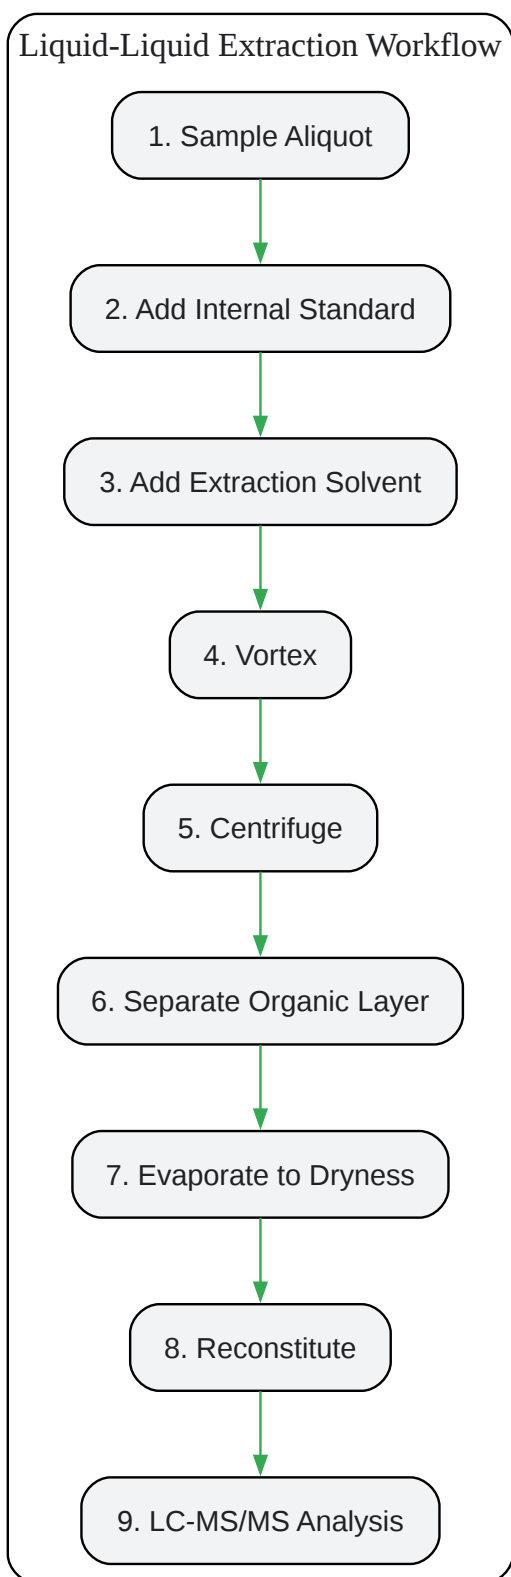 Liquid-Liquid Extraction Workflow
1. Sample Aliquot
2. Add Internal Standard
3. Add Extraction Solvent
4. Vortex
5. Centrifuge
6. Separate Organic Layer
7. Evaporate to Dryness
8. Reconstitute
9. LC-MS/MS Analysis